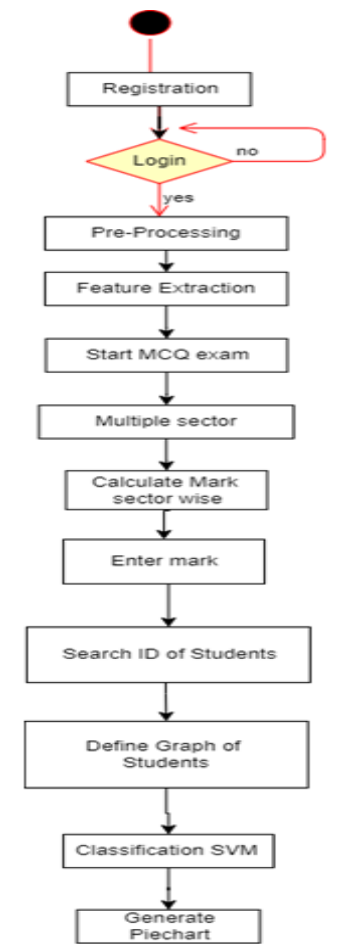 Registration
Login
no
yes
Pre-Processing
Feature Extraction
Start MCQ exam
Multiple sector
Calculate Mark
sector wise
Enter mark
Search ID of Students
Define Graph of
Students
Classification SVM
Generate
Piechart